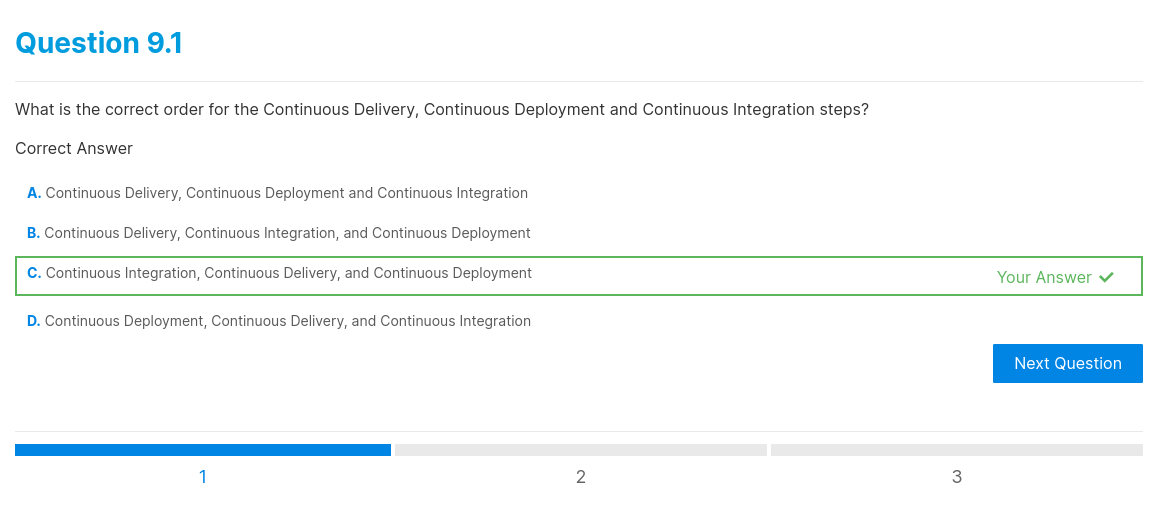 Question 9.1
What is the correct order for the Continuous Delivery, Continuous Deployment and Continuous Integration steps?
Correct Answer
A. Continuous Delivery, Continuous Deployment and Continuous Integration
B. Continuous Delivery, Continuous Integration, and Continuous Deployment
C. Continuous Integration, Continuous Delivery, and Continuous Deployment
Your Answer
D. Continuous Deployment, Continuous Delivery, and Continuous Integration
Next Question
1
2
3